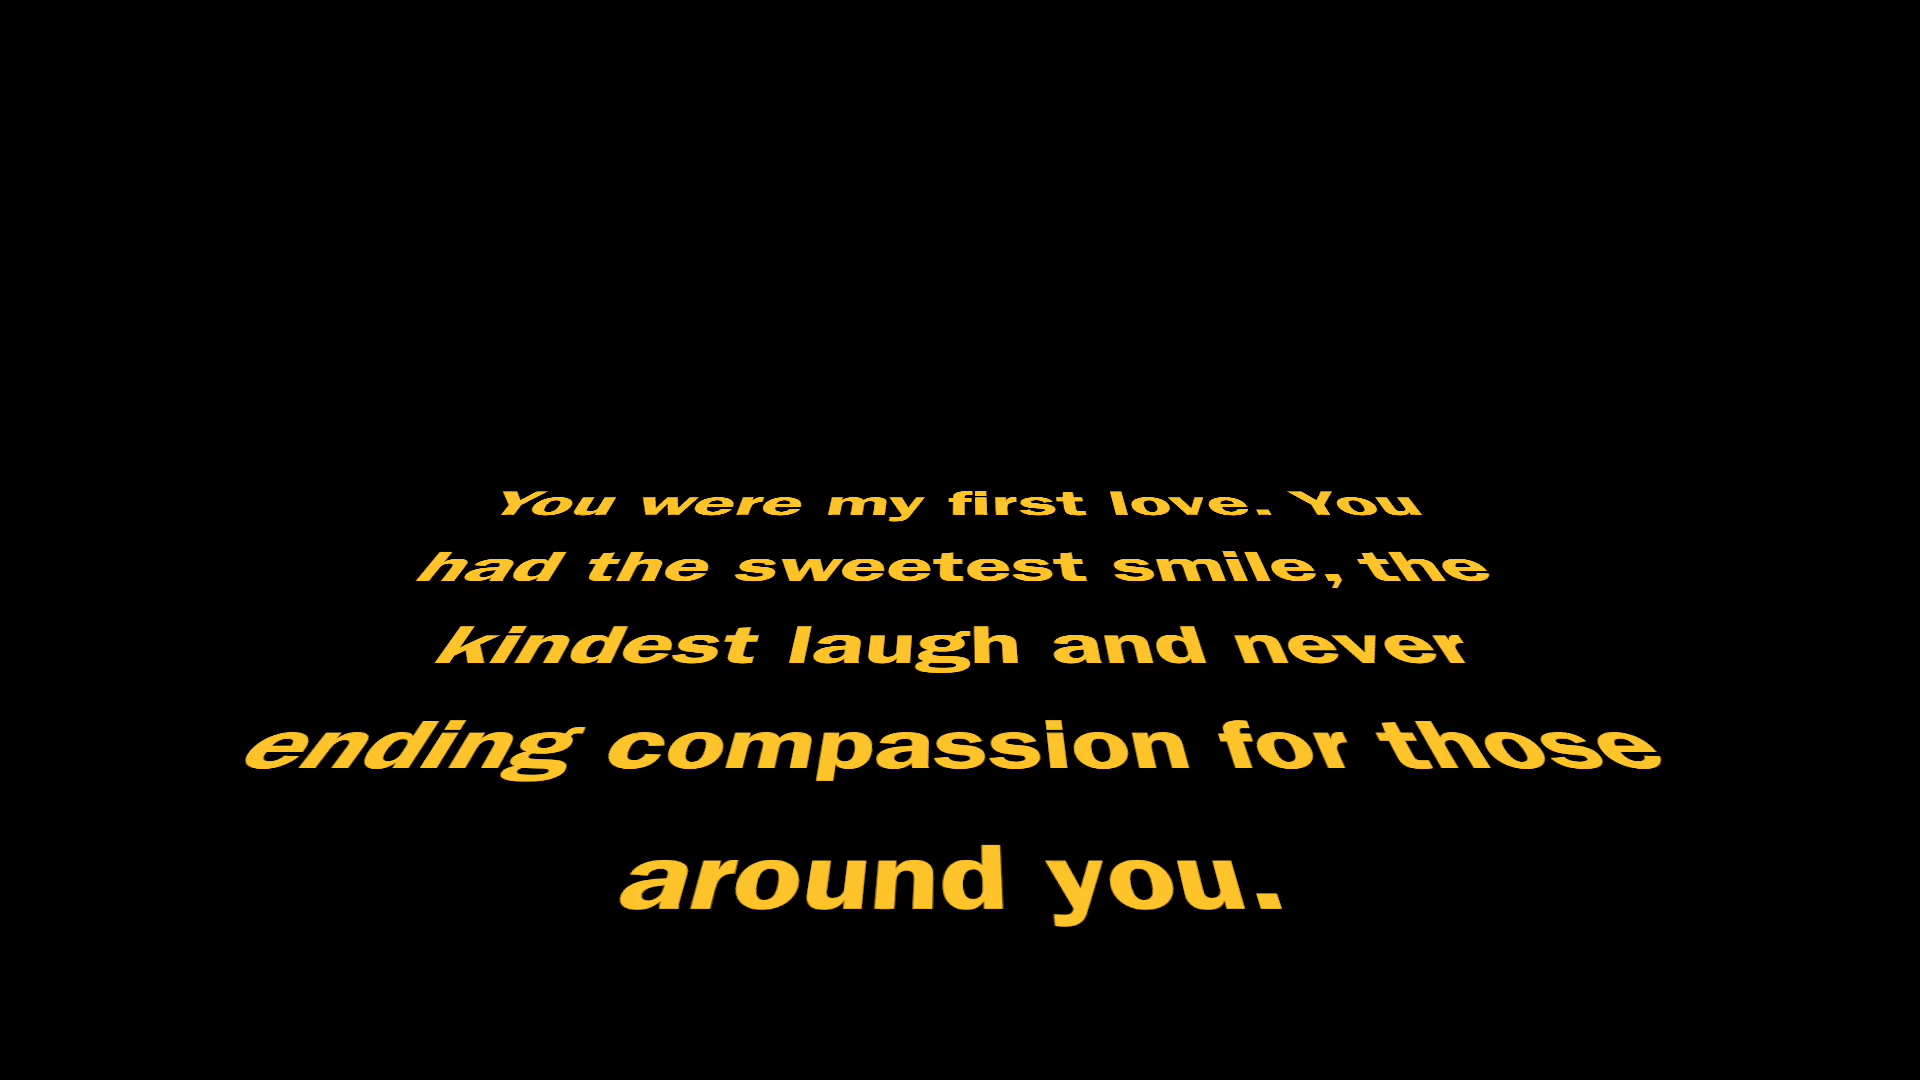 You were my first love. You
had the sweetest smile, the
kindest laugh and never
ending compassion for those
around you.